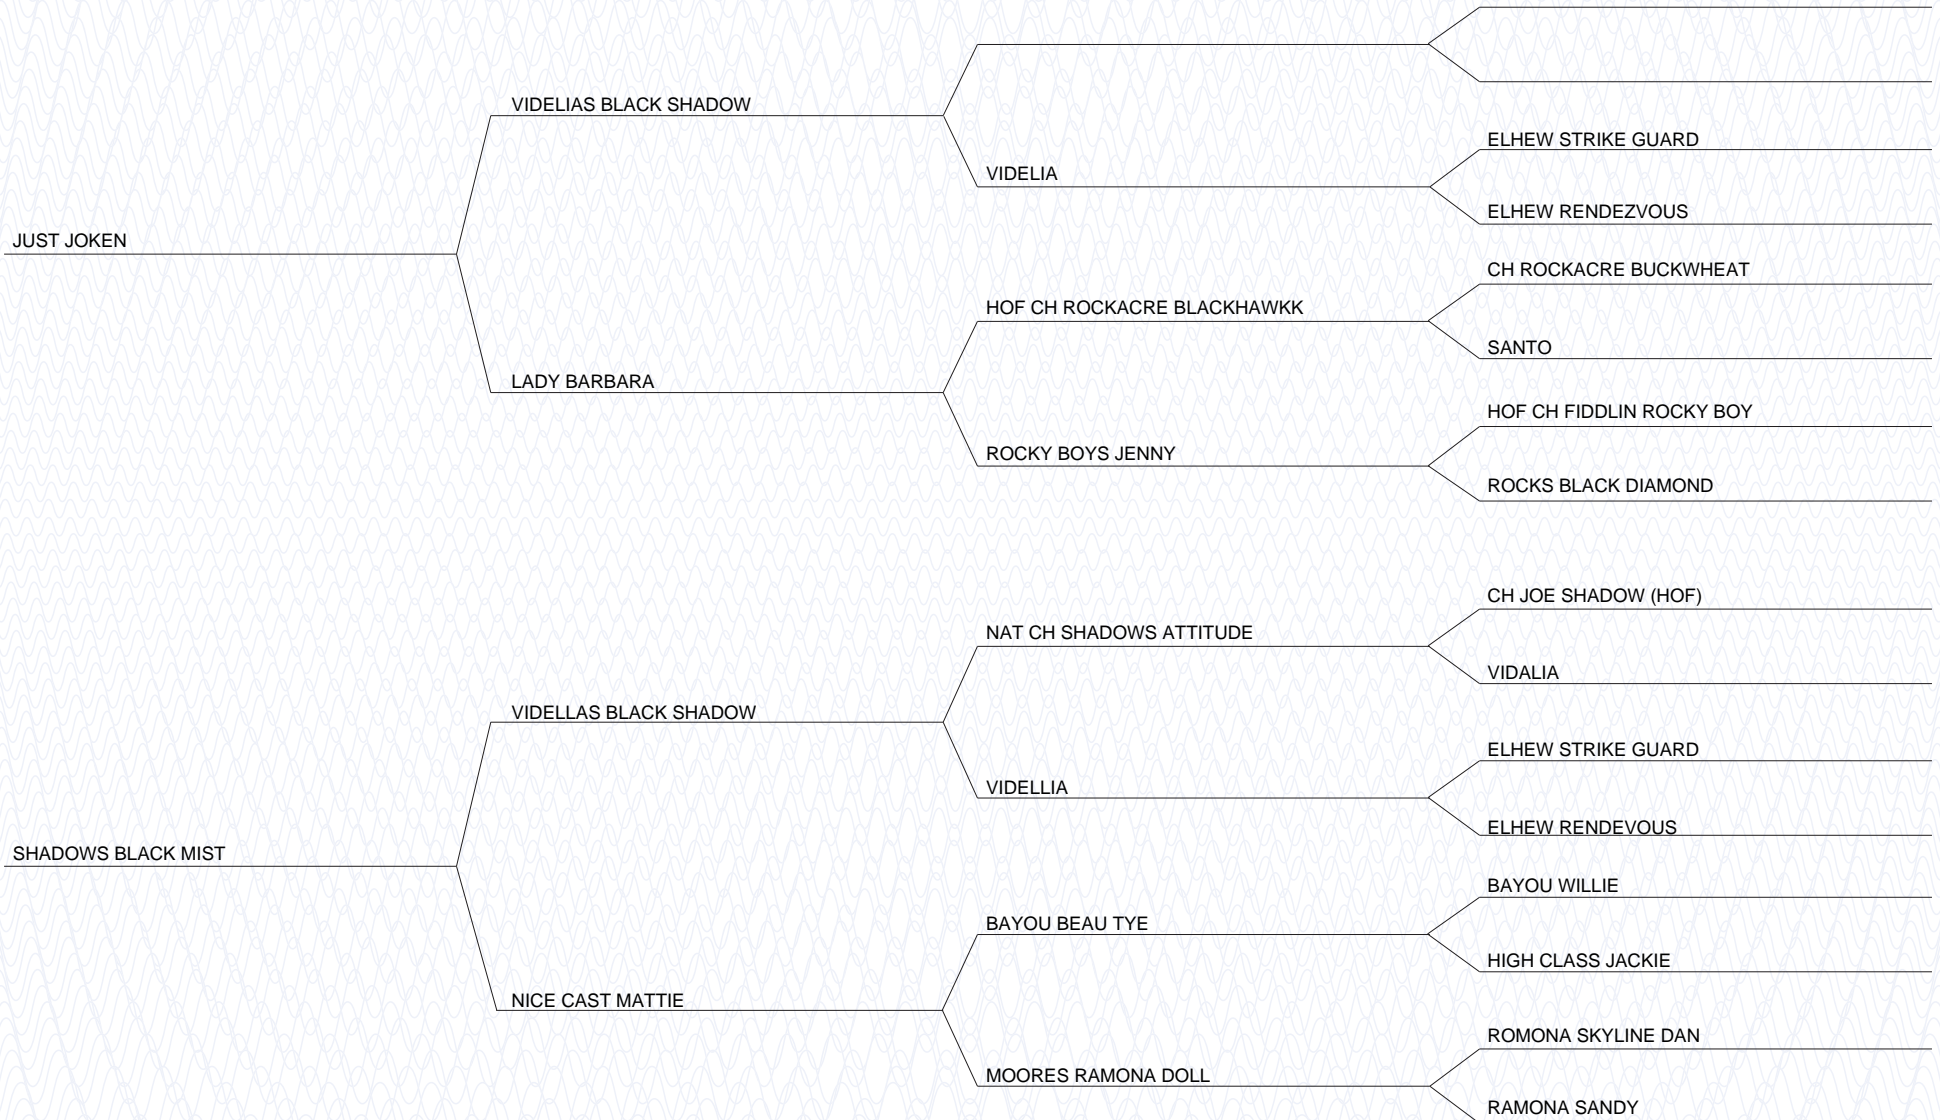 VIDELIAS BLACK SHADOW
ELHEW STRIKE GUARD
VIDELIA
ELHEW RENDEZVOUS
JUST JOKEN
CH ROCKACRE BUCKWHEAT
HOF CH ROCKACRE BLACKHAWKK
SANTO
LADY BARBARA
HOF CH FIDDLIN ROCKY BOY
ROCKY BOYS JENNY
ROCKS BLACK DIAMOND
CH JOE SHADOW (HOF)
NAT CH SHADOWS ATTITUDE
VIDALIA
VIDELLAS BLACK SHADOW
ELHEW STRIKE GUARD
VIDELLIA
ELHEW RENDEVOUS
SHADOWS BLACK MIST
BAYOU WILLIE
BAYOU BEAU TYE
HIGH CLASS JACKIE
NICE CAST MATTIE
ROMONA SKYLINE DAN
MOORES RAMONA DOLL
RAMONA SANDY